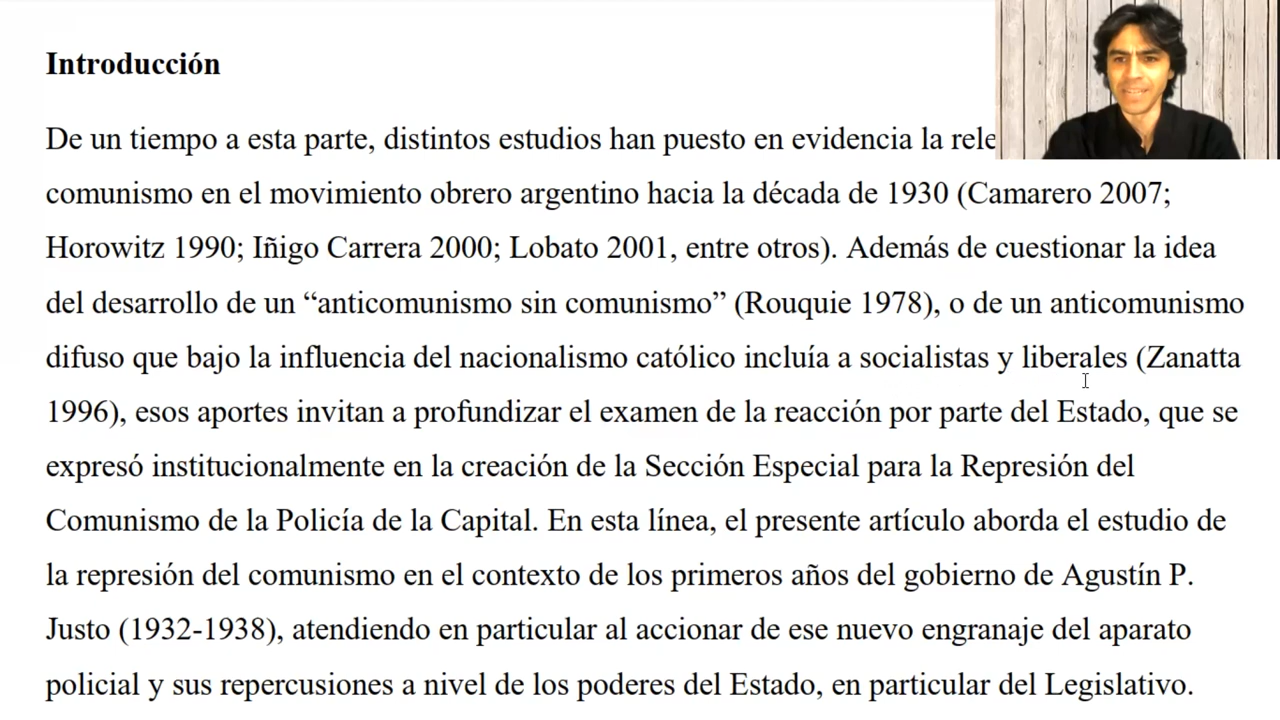 Introducción
De un tiempo a esta parte, distintos estudios han puesto en evidencia la
comunismo en el movimiento obrero argentino hacia la década de 1930 (Camarero 2007;
Horowitz 1990; Iñigo Carrera 2000; Lobato 2001, entre otros). Además de cuestionar la idea
del desarrollo de un “anticomunismo sin comunismo” (Rouquie 1978), o de un anticomunismo
difuso que bajo la influencia del nacionalismo católico incluía a socialistas y liberales (Zanatta
1996), esos aportes invitan a profundizar el examen de la reacción por parte del Estado, que se
expresó institucionalmente en la creación de la Sección Especial para la Represión del
Comunismo de la Policía de la Capital. En esta línea, el presente artículo aborda el estudio de
la represión del comunismo en el contexto de los primeros años del gobierno de Agustín P.
Justo (1932-1938), atendiendo en particular al accionar de ese nuevo engranaje del aparato
policial y sus repercusiones a nivel de los poderes del Estado, en particular del Legislativo.